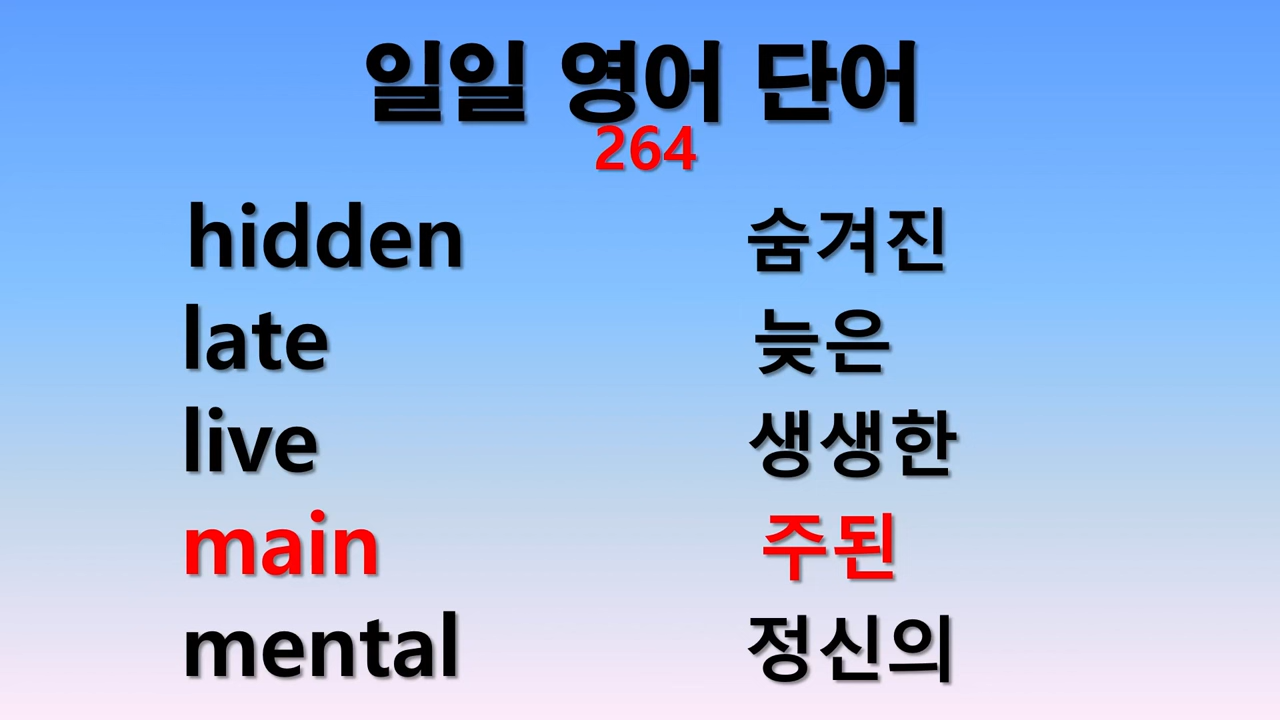 일일 영어 단어
264
hidden 숨겨진
late 늦은
live 생생한
main 주된
mental 정신의